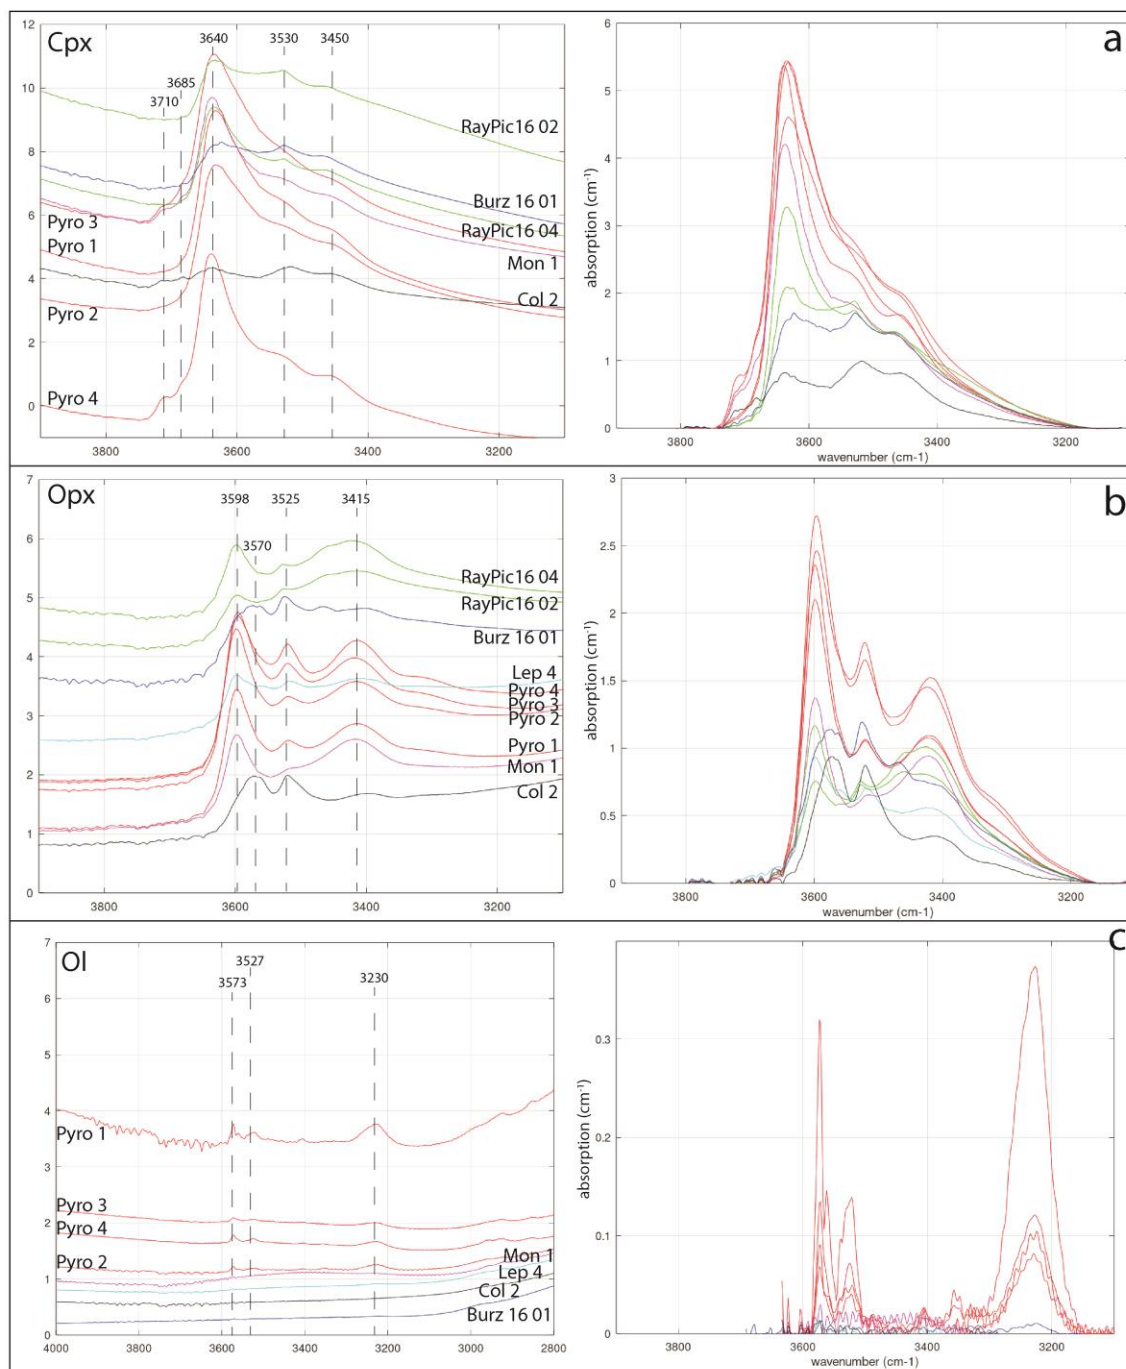 Cpx
3640
3530
3450
a
3685
3710
RayPic16 02
Burz 16 01
RayPic16 04
Mon 1
Col 2
Pyro 3
Pyro 1
Pyro 2
Pyro 4
12
10
8
6
4
2
0
3800
3600
3400
3200
6
5
4
3
2
1
0
absorption (cm⁻¹)
3800
3600
3400
3200
wavenumber (cm-1)
Opx
3598
3525
3415
b
3570
RayPic16 04
RayPic16 02
Burz 16 01
Lep 4
Pyro 4
Pyro 3
Pyro 2
Pyro 1
Mon 1
Col 2
7
6
5
4
3
2
1
0
3800
3600
3400
3200
3
2.5
2
1.5
1
0.5
0
absorption (cm⁻¹)
3800
3600
3400
3200
wavenumber (cm-1)
Ol
3527
3573
3230
c
Pyro 1
Pyro 3
Pyro 4
Pyro 2
Mon 1
Lep 4
Col 2
Burz 16 01
7
6
5
4
3
2
1
0
4000
3800
3600
3400
3200
3000
2800
0.3
0.2
0.1
0
absorption (cm⁻¹)
3800
3600
3400
3200
wavenumber (cm-1)